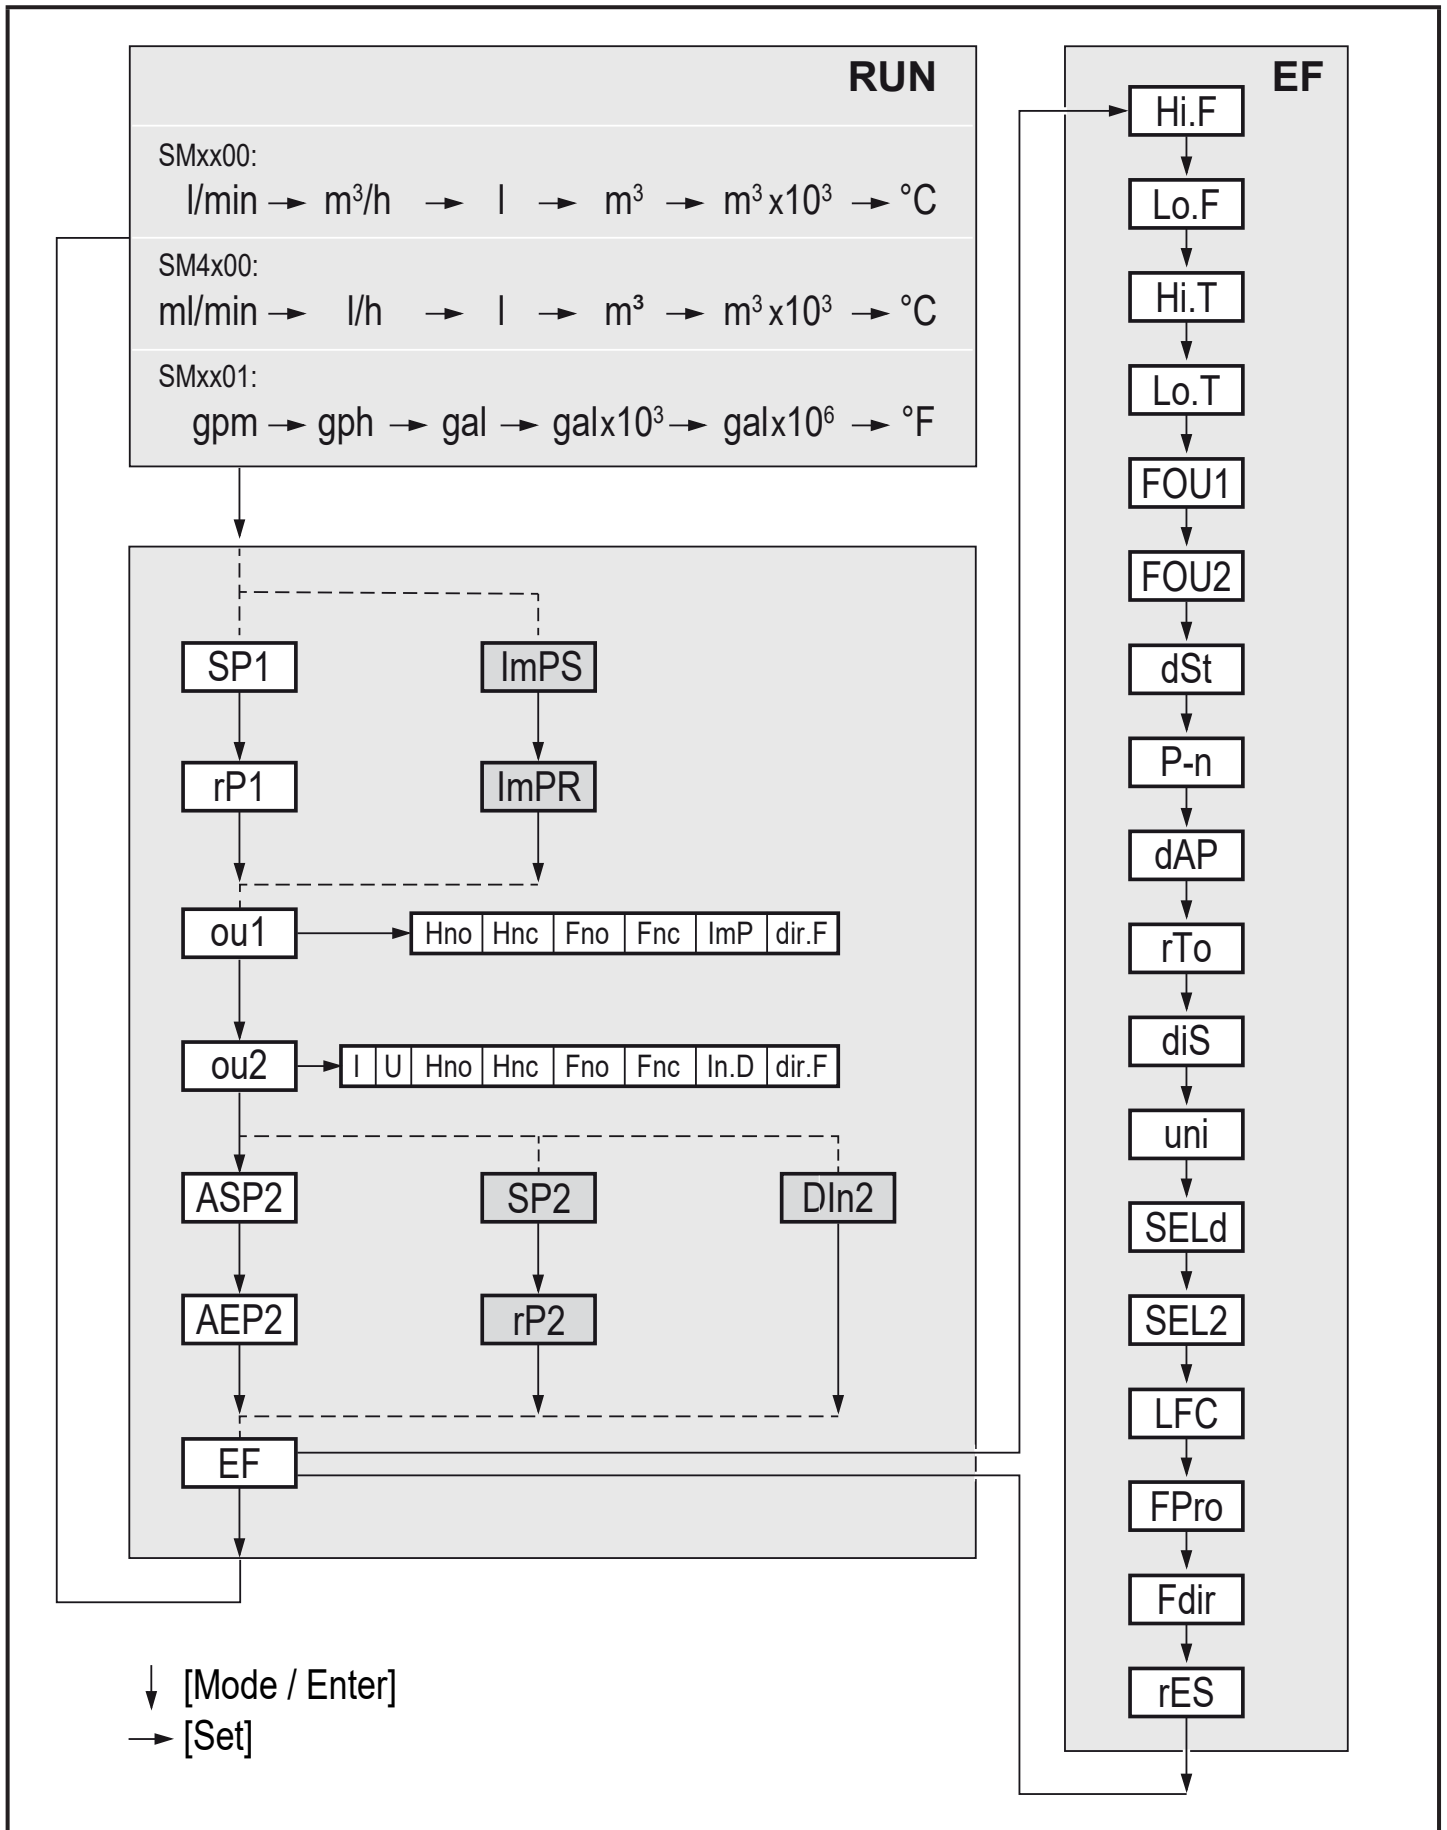 RUN
SMxx00:
l/min m³/h l m³ m³ x10³ °C
SM4x00:
ml/min l/h l m³ m³ x10³ °C
SMxx01:
gpm gph gal galx10³ galx10⁶ °F
SP1 ImPS
rP1 ImPR
ou1 Hno Hnc Fno Fnc ImP dir.F
ou2 I U Hno Hnc Fno Fnc In.D dir.F
ASP2 SP2 DIn2
AEP2 rP2
EF
[Mode / Enter]
[Set]
EF
Hi.F
Lo.F
Hi.T
Lo.T
FOU1
FOU2
dSt
P-n
dAP
rTo
diS
uni
SELd
SEL2
LFC
FPro
Fdir
rES